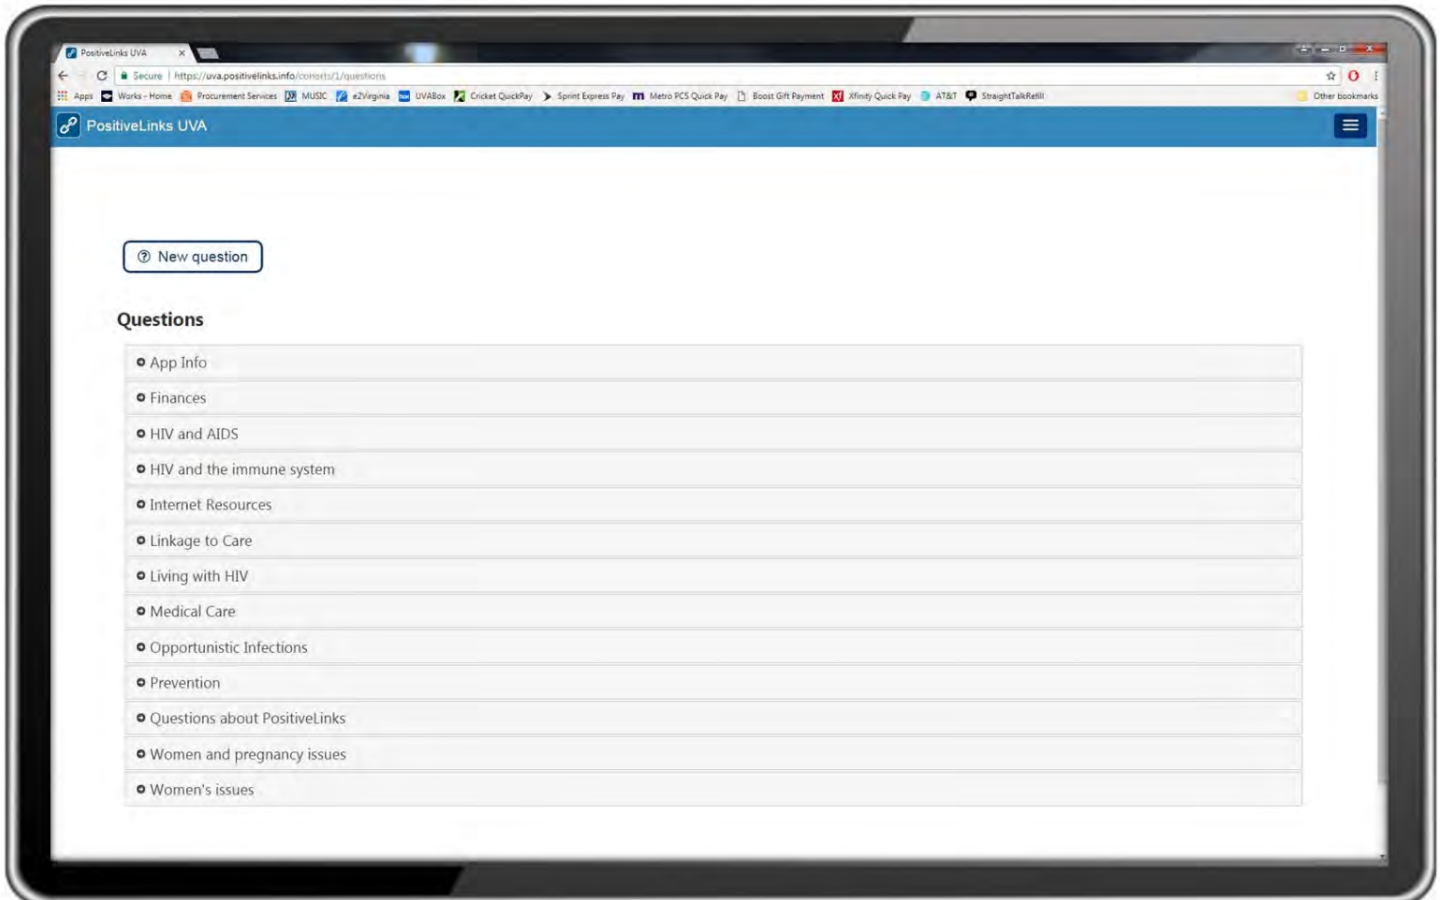 PositiveLinks UVA
Secure | https://uva.positivelinks.info/cohorts/1/questions
Apps Works - Home Procurement Services MUSIC e2Virginia UVABox Cricket QuickPay Sprint Express Pay Metro PCS Quick Pay Boost Gift Payment Xfinity Quick Pay AT&T StraightTalkRefill Other bookmarks
PositiveLinks UVA
New question
Questions
App Info
Finances
HIV and AIDS
HIV and the immune system
Internet Resources
Linkage to Care
Living with HIV
Medical Care
Opportunistic Infections
Prevention
Questions about PositiveLinks
Women and pregnancy issues
Women's issues